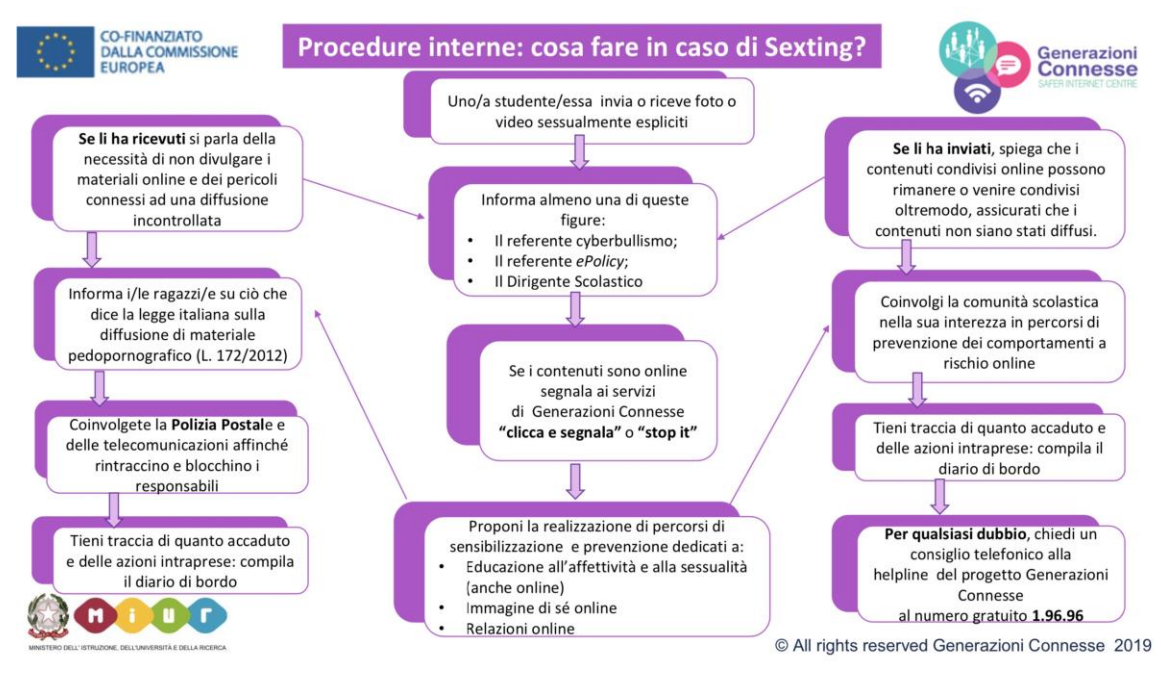 CO-FINANZIATO
DALLA COMMISSIONE
EUROPEA
Procedure interne: cosa fare in caso di Sexting?
Generazioni
Connesse
SAFER INTERNET CENTRE
Uno/a studente/essa invia o riceve foto o
video sessualmente espliciti
Se li ha ricevuti si parla della
necessità di non divulgare i
materiali online e dei pericoli
connessi ad una diffusione
incontrollata
Informa almeno una di queste
figure:
• Il referente cyberbullismo;
• Il referente ePolicy;
• Il Dirigente Scolastico
Se li ha inviati, spiega che i
contenuti condivisi online possono
rimanere o venire condivisi
oltremodo, assicurati che i
contenuti non siano stati diffusi.
Informa i/le ragazzi/e su ciò che
dice la legge italiana sulla
diffusione di materiale
pedopornografico (L. 172/2012)
Se i contenuti sono online
segnala ai servizi
di Generazioni Connesse
“clicca e segnala” o “stop it”
Coinvolgi la comunità scolastica
nella sua interezza in percorsi di
prevenzione dei comportamenti a
rischio online
Coinvolgete la Polizia Postale e
delle telecomunicazioni affinché
rintraccino e blocchino i
responsabili
Tieni traccia di quanto accaduto e
delle azioni intraprese: compila il
diario di bordo
Tieni traccia di quanto accaduto
e delle azioni intraprese: compila
il diario di bordo
Proponi la realizzazione di percorsi di
sensibilizzazione e prevenzione dedicati a:
• Educazione all’affettività e alla sessualità
(anche online)
• Immagine di sé online
• Relazioni online
Per qualsiasi dubbio, chiedi un
consiglio telefonico alla
helpline del progetto Generazioni
Connesse
al numero gratuito 1.96.96
miur
MINISTERO DELL' ISTRUZIONE, DELL'UNIVERSITÀ E DELLA RICERCA
© All rights reserved Generazioni Connesse 2019